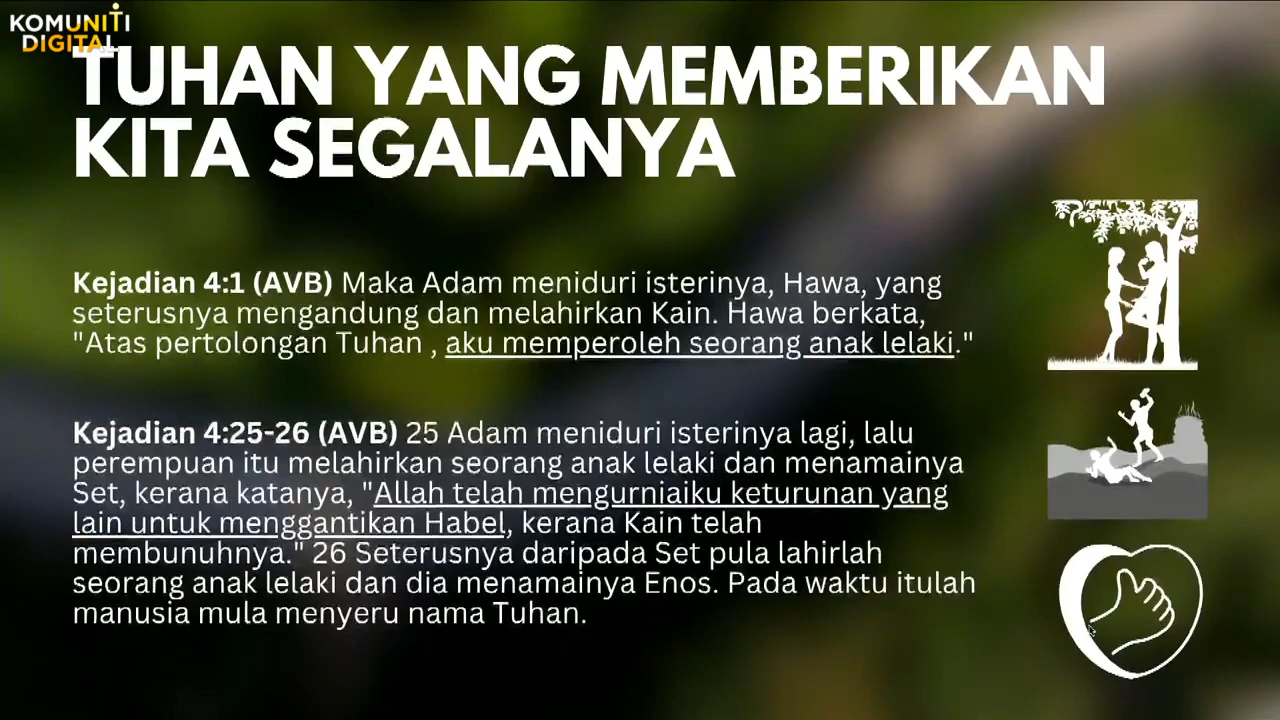 KOMUNITI
DIGITAL
TUHAN YANG MEMBERIKAN
KITA SEGALANYA
Kejadian 4:1 (AVB) Maka Adam meniduri isterinya, Hawa, yang
seterusnya mengandung dan melahirkan Kain. Hawa berkata,
"Atas pertolongan Tuhan , aku memperoleh seorang anak lelaki."
Kejadian 4:25-26 (AVB) 25 Adam meniduri isterinya lagi, lalu
perempuan itu melahirkan seorang anak lelaki dan menamainya
Set, kerana katanya, "Allah telah mengurniaiku keturunan yang
lain untuk menggantikan Habel, kerana Kain telah
membunuhnya." 26 Seterusnya daripada Set pula lahirlah
seorang anak lelaki dan dia menamainya Enos. Pada waktu itulah
manusia mula menyeru nama Tuhan.